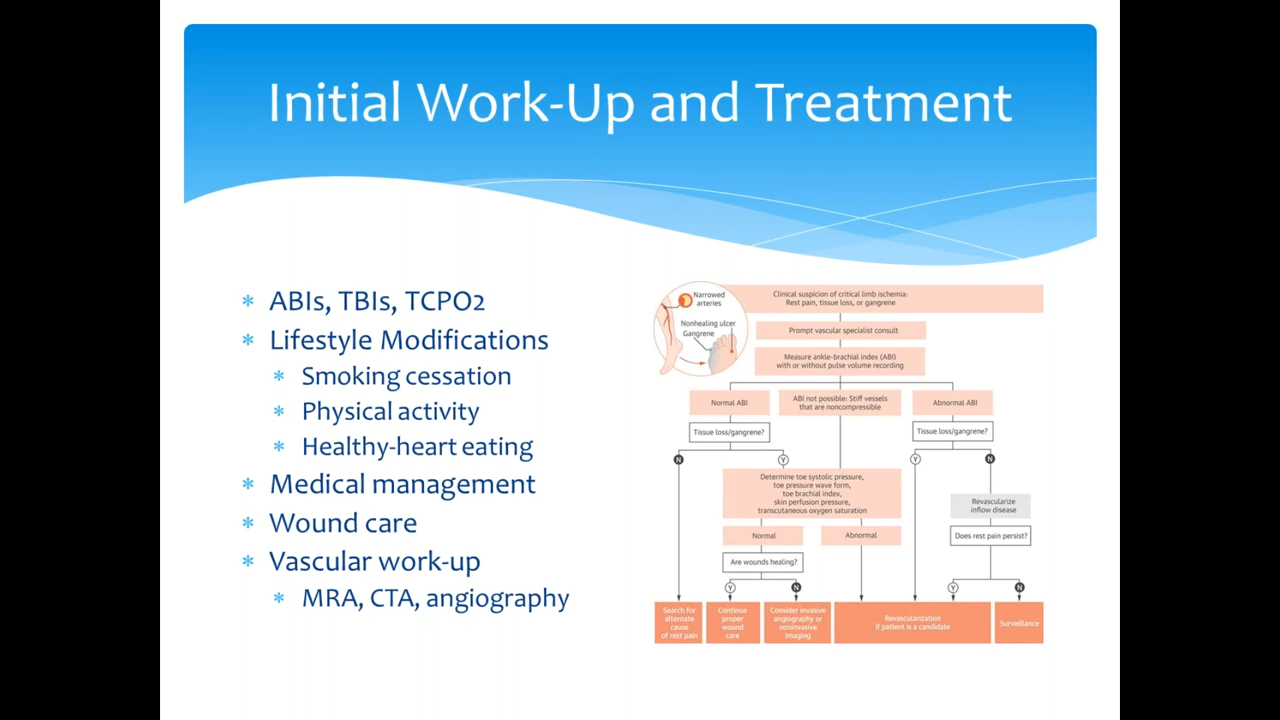 Initial Work-Up and Treatment
* ABIs, TBIs, TCPO2
* Lifestyle Modifications
* Smoking cessation
* Physical activity
* Healthy-heart eating
* Medical management
* Wound care
* Vascular work-up
* MRA, CTA, angiography
Narrowed
arteries
Nonhealing ulcer
Gangrene
Clinical suspicion of critical limb ischemia:
Rest pain, tissue loss, or gangrene
Prompt vascular specialist consult
Measure ankle-brachial index (ABI)
with or without pulse volume recording
Normal ABI
ABI not possible: Stiff vessels
that are noncompressible
Abnormal ABI
Tissue loss/gangrene?
Tissue loss/gangrene?
N
Y
Y
N
Determine toe systolic pressure,
toe pressure wave form,
toe brachial index,
skin perfusion pressure,
transcutaneous oxygen saturation
Revascularize
inflow disease
Normal
Abnormal
Does rest pain persist?
Are wounds healing?
Y
N
Y
N
Search for
alternate
cause
of rest pain
Continue
proper
wound
care
Consider invasive
angiography or
noninvasive
imaging
Revascularization
if patient is a candidate
Surveillance